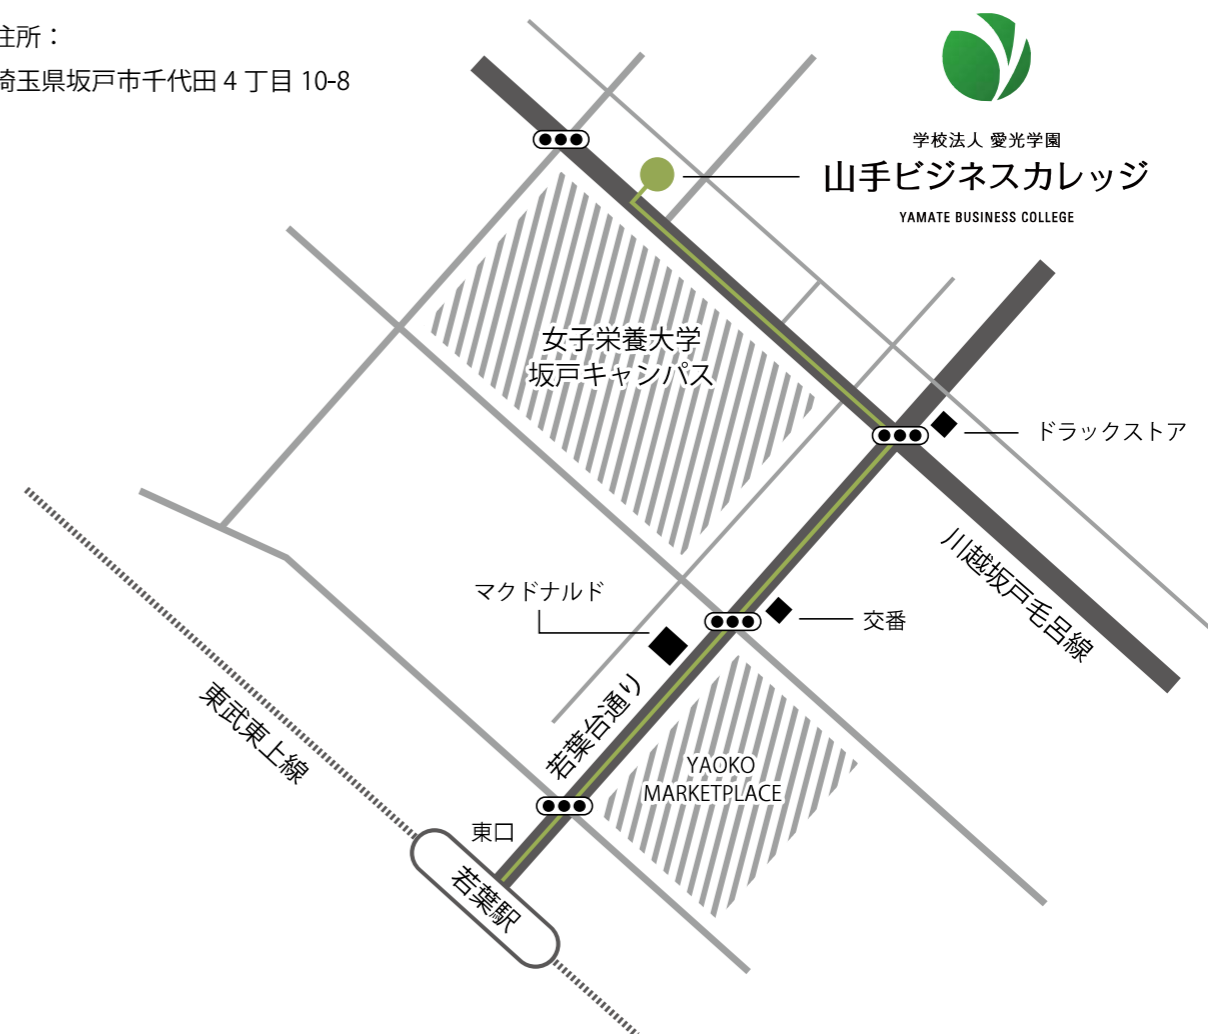 住所：
埼玉県坂戸市千代田 4 丁目 10-8
学校法人 愛光学園
山手ビジネスカレッジ
YAMATE BUSINESS COLLEGE
女子栄養大学
坂戸キャンパス
ドラックストア
川越坂戸毛呂線
マクドナルド
交番
若葉台通り
東武東上線
YAOKO
MARKETPLACE
東口
若葉駅